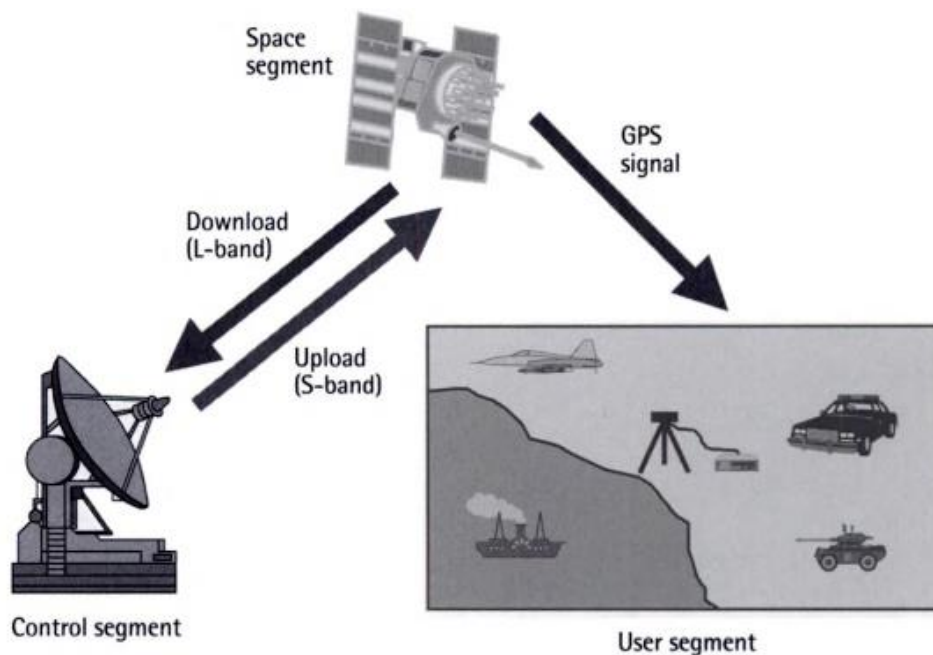 Space
segment
GPS
signal
Download
(L-band)
Upload
(S-band)
Control segment
User segment